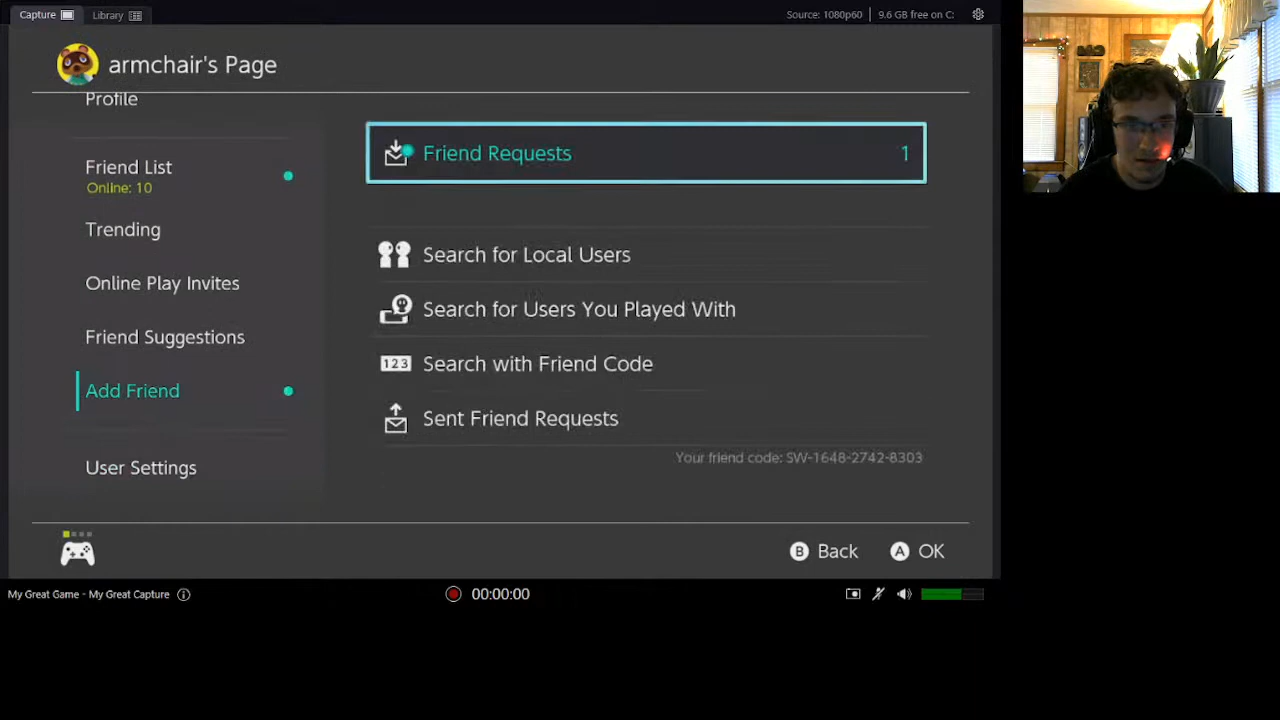 Capture
Library
Source: 1080p60
9.6 GB free on C:
armchair's Page
Profile
Friend List
Online: 10
Trending
Online Play Invites
Friend Suggestions
Add Friend
User Settings
Friend Requests 1
Search for Local Users
Search for Users You Played With
123 Search with Friend Code
Sent Friend Requests
Your friend code: SW-1648-2742-8303
B Back
A OK
My Great Game - My Great Capture
00:00:00